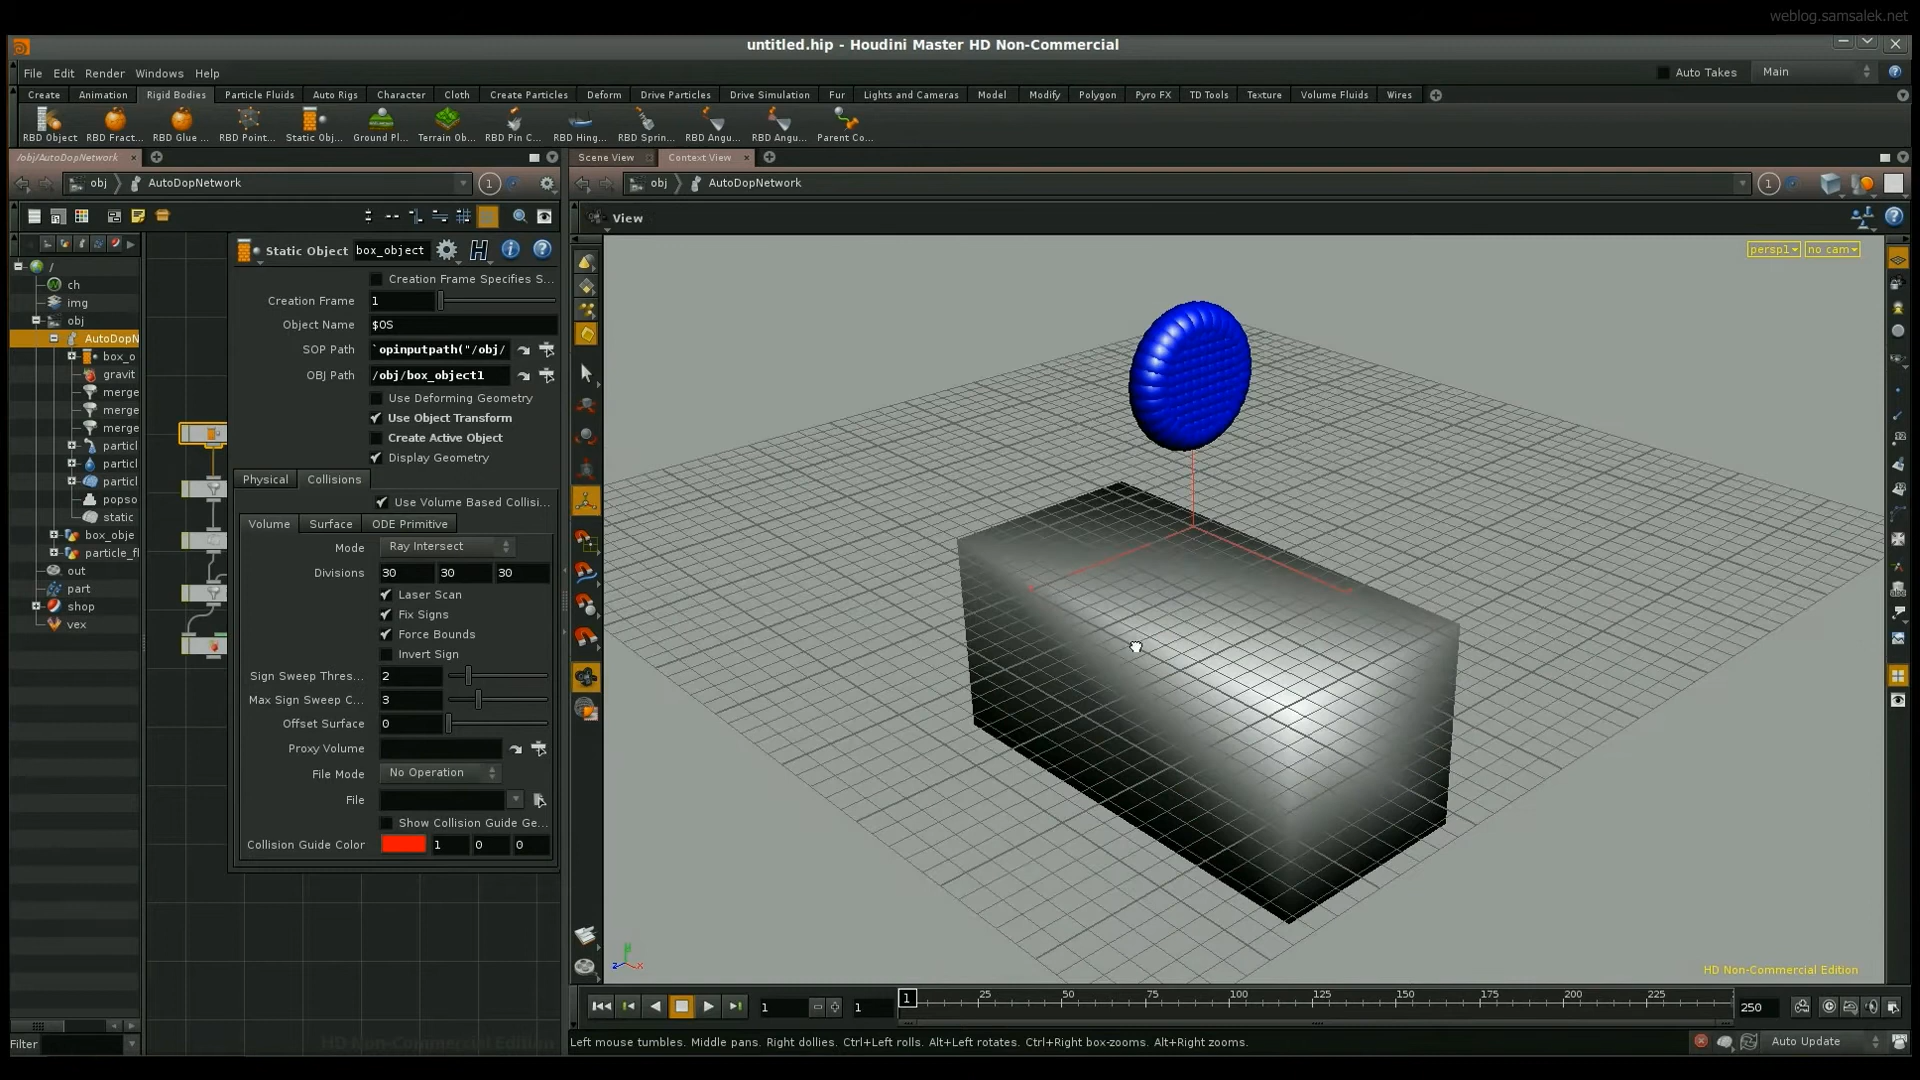 weblog.samsalek.net
untitled.hip - Houdini Master HD Non-Commercial
File Edit Render Windows Help
Auto Takes Main
Create Animation Rigid Bodies Particle Fluids Auto Rigs Character Cloth Create Particles Deform Drive Particles Drive Simulation Fur Lights and Cameras Model Modify Polygon Pyro FX TD Tools Texture Volume Fluids Wires
RBD Object RBD Fract... RBD Glue ... RBD Point... Static Obj... Ground Pl... Terrain Ob... RBD Pin C... RBD Hing... RBD Sprin... RBD Angu... RBD Angu... Parent Co...
/obj/AutoDopNetwork
Scene View Context View
obj AutoDopNetwork 1
obj AutoDopNetwork 1
View
persp1 no cam
Static Object box_object
Creation Frame Specifies S...
Creation Frame 1
Object Name $OS
SOP Path `opinputpath("/obj/
OBJ Path /obj/box_object1
Use Deforming Geometry
Use Object Transform
Create Active Object
Display Geometry
Physical Collisions
Use Volume Based Collisi...
Volume Surface ODE Primitive
Mode Ray Intersect
Divisions 30 30 30
Laser Scan
Fix Signs
Force Bounds
Invert Sign
Sign Sweep Thres... 2
Max Sign Sweep C... 3
Offset Surface 0
Proxy Volume
File Mode No Operation
File
Show Collision Guide Ge...
Collision Guide Color 1 0 0
/
ch
img
obj
AutoDopN
box_o
gravit
merge
merge
merge
particl
particl
particl
popso
static
box_obje
particle_fl
out
part
shop
vex
Filter
HD Non-Commercial Edition
HD Non-Commercial Edition
1 1 1 25 50 75 100 125 150 175 200 225 250
Left mouse tumbles. Middle pans. Right dollies. Ctrl+Left rolls. Alt+Left rotates. Ctrl+Right box-zooms. Alt+Right zooms.
Auto Update